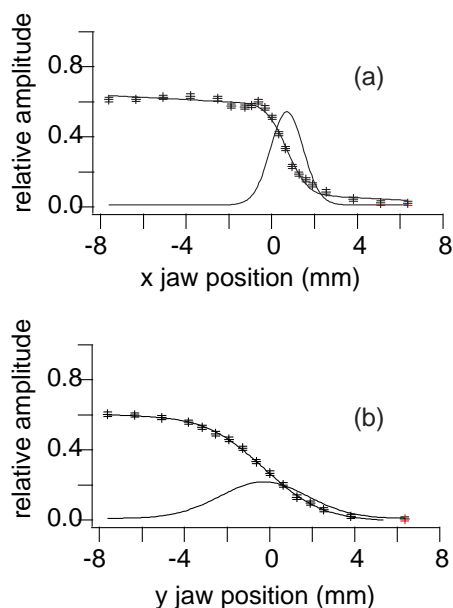 relative amplitude
0.8
0.4
0.0
(a)
-8 -4 0 4 8
x jaw position (mm)
relative amplitude
0.8
0.4
0.0
(b)
-8 -4 0 4 8
y jaw position (mm)